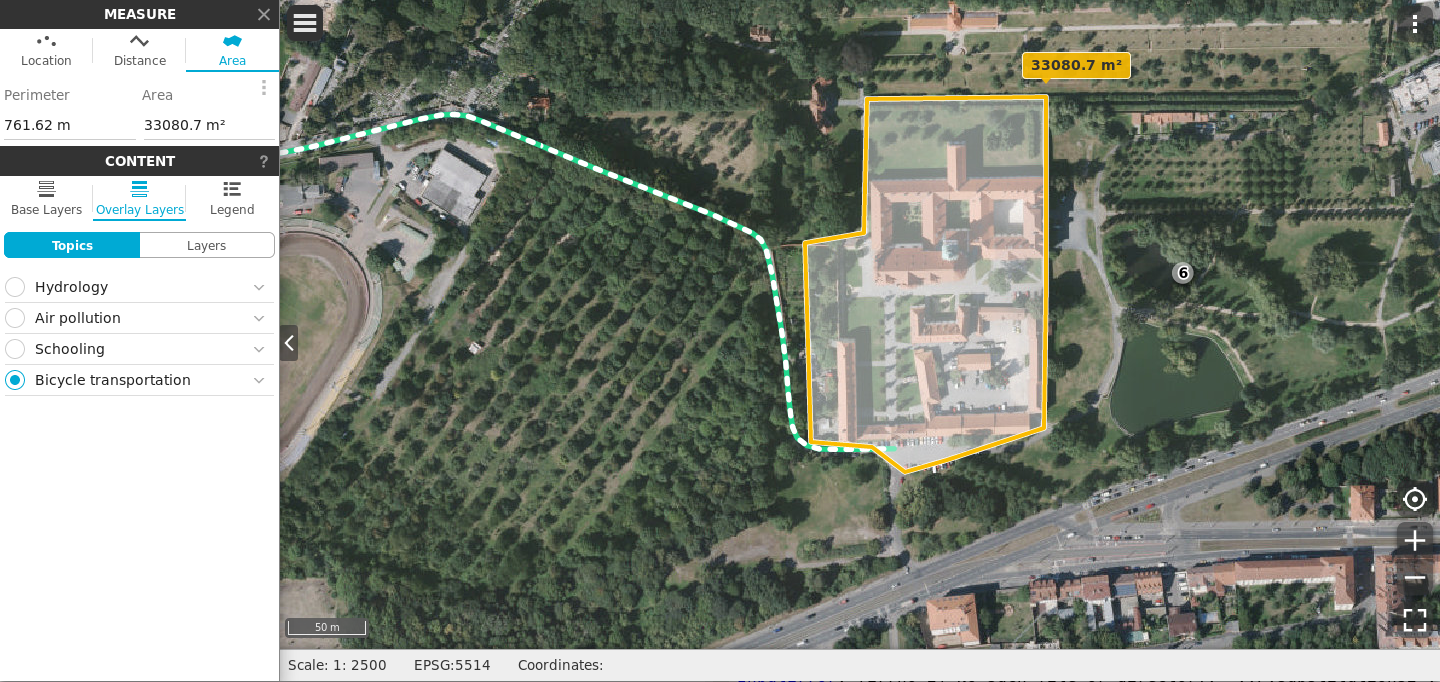 MEASURE
Location Distance Area
Perimeter Area
761.62 m 33080.7 m²
CONTENT ?
Base Layers Overlay Layers Legend
Topics Layers
Hydrology
Air pollution
Schooling
Bicycle transportation
33080.7 m²
6
50 m
Scale: 1: 2500 EPSG:5514 Coordinates: